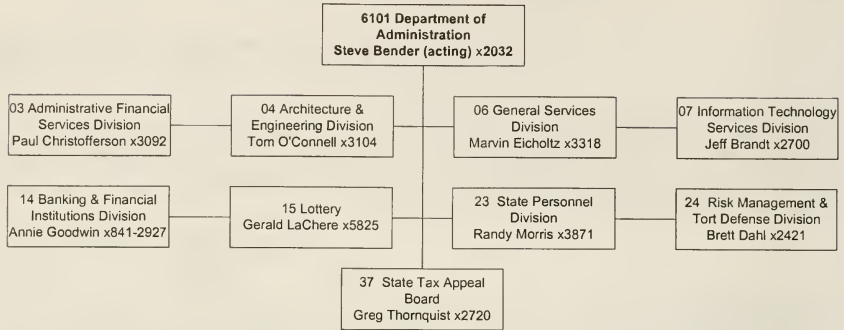 6101 Department of
Administration
Steve Bender (acting) x2032
03 Administrative Financial
Services Division
Paul Christofferson x3092
04 Architecture &
Engineering Division
Tom O'Connell x3104
06 General Services
Division
Marvin Eicholtz x3318
07 Information Technology
Services Division
Jeff Brandt x2700
14 Banking & Financial
Institutions Division
Annie Goodwin x841-2927
15 Lottery
Gerald LaChere x5825
23 State Personnel
Division
Randy Morris x3871
24 Risk Management &
Tort Defense Division
Brett Dahl x2421
37 State Tax Appeal
Board
Greg Thornquist x2720